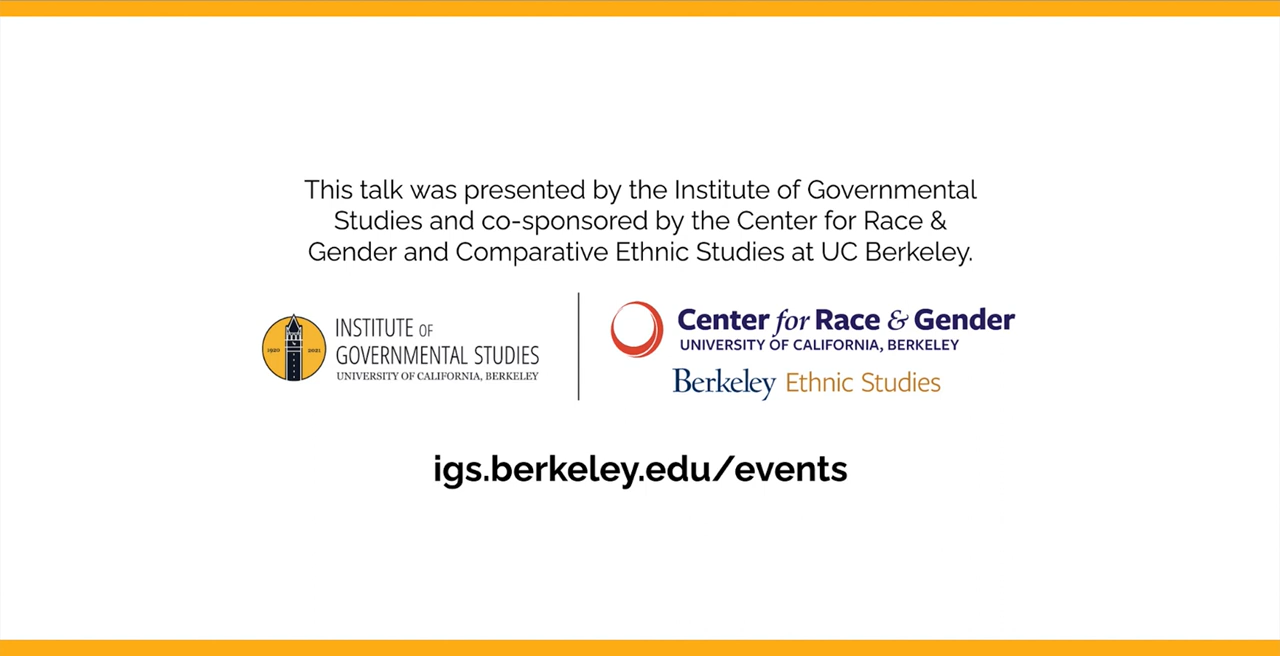 This talk was presented by the Institute of Governmental
Studies and co-sponsored by the Center for Race &
Gender and Comparative Ethnic Studies at UC Berkeley.
1920 2021
INSTITUTE OF
GOVERNMENTAL STUDIES
UNIVERSITY OF CALIFORNIA, BERKELEY
Center for Race & Gender
UNIVERSITY OF CALIFORNIA, BERKELEY
Berkeley Ethnic Studies
igs.berkeley.edu/events